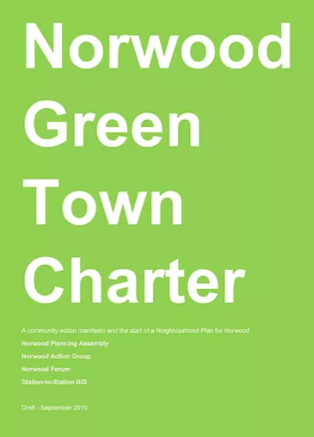 Norwood
Green
Town
Charter
A community action manifesto and the start of a Neighbourhood Plan for Norwood
Norwood Planning Assembly
Norwood Action Group
Norwood Forum
Station-to-Station BID
Draft - September 2019